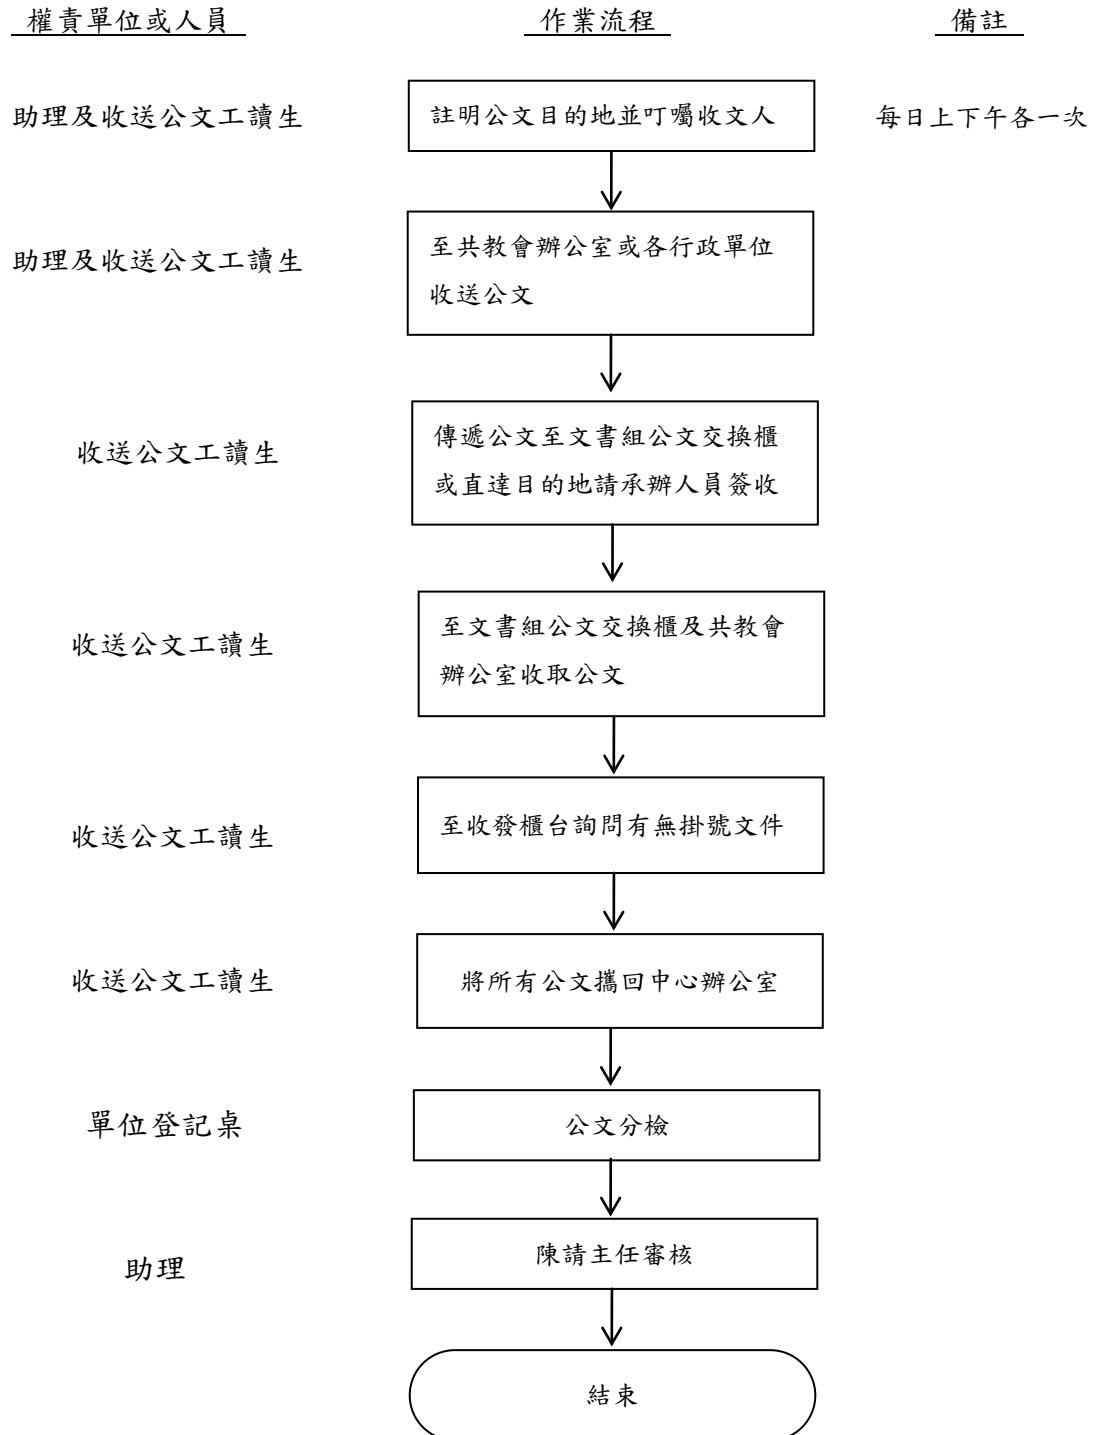 權責單位或人員 作業流程 備註
助理及收送公文工讀生 註明公文目的地並叮囑收文人 每日上下午各一次
助理及收送公文工讀生
至共教會辦公室或各行政單位
收送公文
收送公文工讀生
傳遞公文至文書組公文交換櫃
或直達目的地請承辦人員簽收
收送公文工讀生
至文書組公文交換櫃及共教會
辦公室收取公文
收送公文工讀生 至收發櫃台詢問有無掛號文件
收送公文工讀生 將所有公文攜回中心辦公室
單位登記桌 公文分檢
助理 陳請主任審核
結束